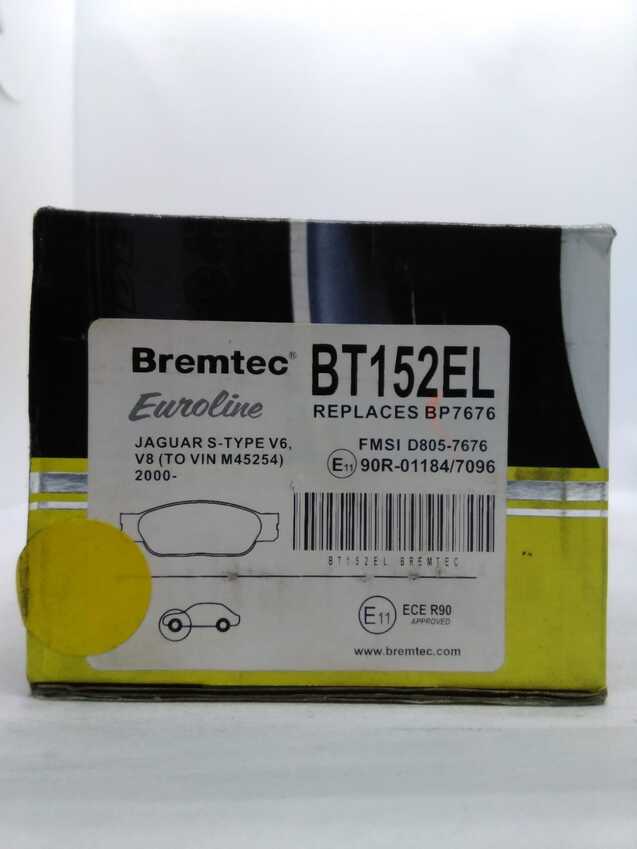 Bremtec®
BT152EL
Euroline
REPLACES BP7676
JAGUAR S-TYPE V6,
V8 (TO VIN M45254)
2000-
FMSI D805-7676
E11 90R-01184/7096
BT152EL BREMTEC
E11
ECE R90
APPROVED
www.bremtec.com